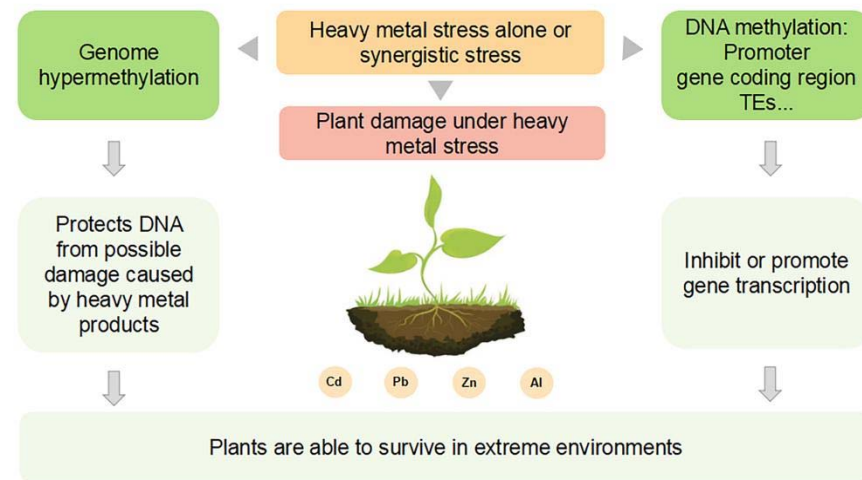 Genome
hypermethylation
Heavy metal stress alone or
synergistic stress
DNA methylation:
Promoter
gene coding region
TEs...
Plant damage under heavy
metal stress
Protects DNA
from possible
damage caused
by heavy metal
products
Inhibit or promote
gene transcription
Cd
Pb
Zn
Al
Plants are able to survive in extreme environments